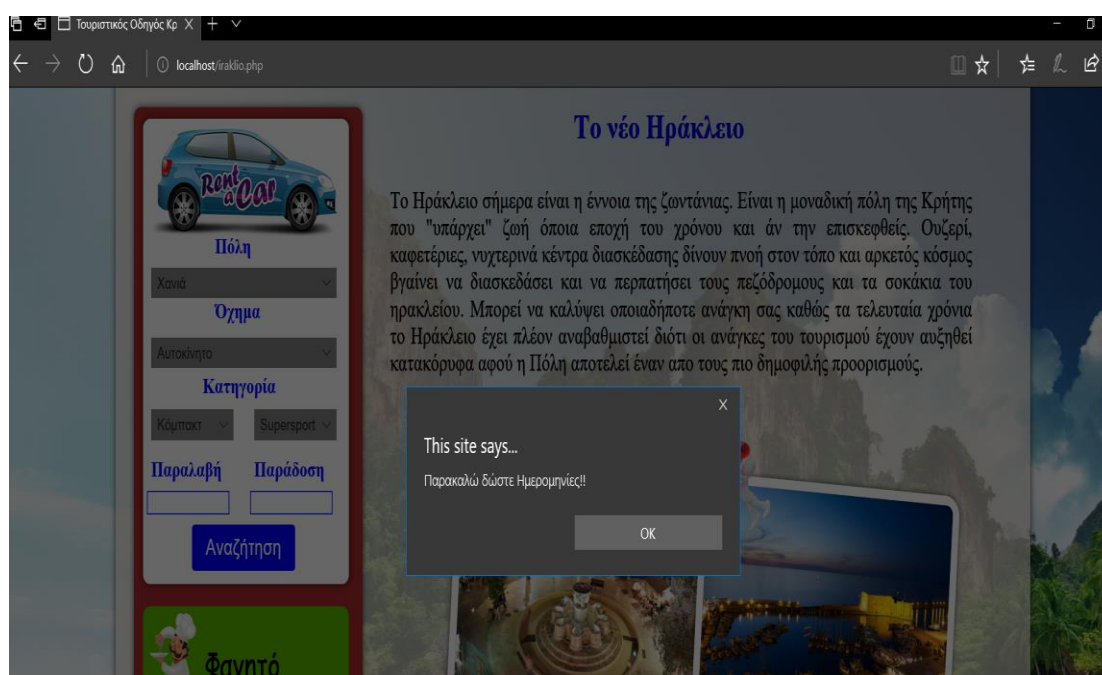 Τουριστικός Οδηγός Κρ
localhost/iraklio.php
Rent a Car
Πόλη
Χανιά
Όχημα
Αυτοκίνητο
Κατηγορία
Κόμπακτ Supersport
Παραλαβή Παράδοση
Αναζήτηση
Φαγητό
Το νέο Ηράκλειο
Το Ηράκλειο σήμερα είναι η έννοια της ζωντάνιας. Είναι η μοναδική πόλη της Κρήτης
που "υπάρχει" ζωή όποια εποχή του χρόνου και άν την επισκεφθείς. Ουζερί,
καφετέριες, νυχτερινά κέντρα διασκέδασης δίνουν πνοή στον τόπο και αρκετός κόσμος
βγαίνει να διασκεδάσει και να περπατήσει τους πεζόδρομους και τα σοκάκια του
ηρακλείου. Μπορεί να καλύψει οποιαδήποτε ανάγκη σας καθώς τα τελευταία χρόνια
το Ηράκλειο έχει πλέον αναβαθμιστεί διότι οι ανάγκες του τουρισμού έχουν αυξηθεί
κατακόρυφα αφού η Πόλη αποτελεί έναν απο τους πιο δημοφιλής προορισμούς.
This site says...
Παρακαλώ δώστε Ημερομηνίες!!
OK